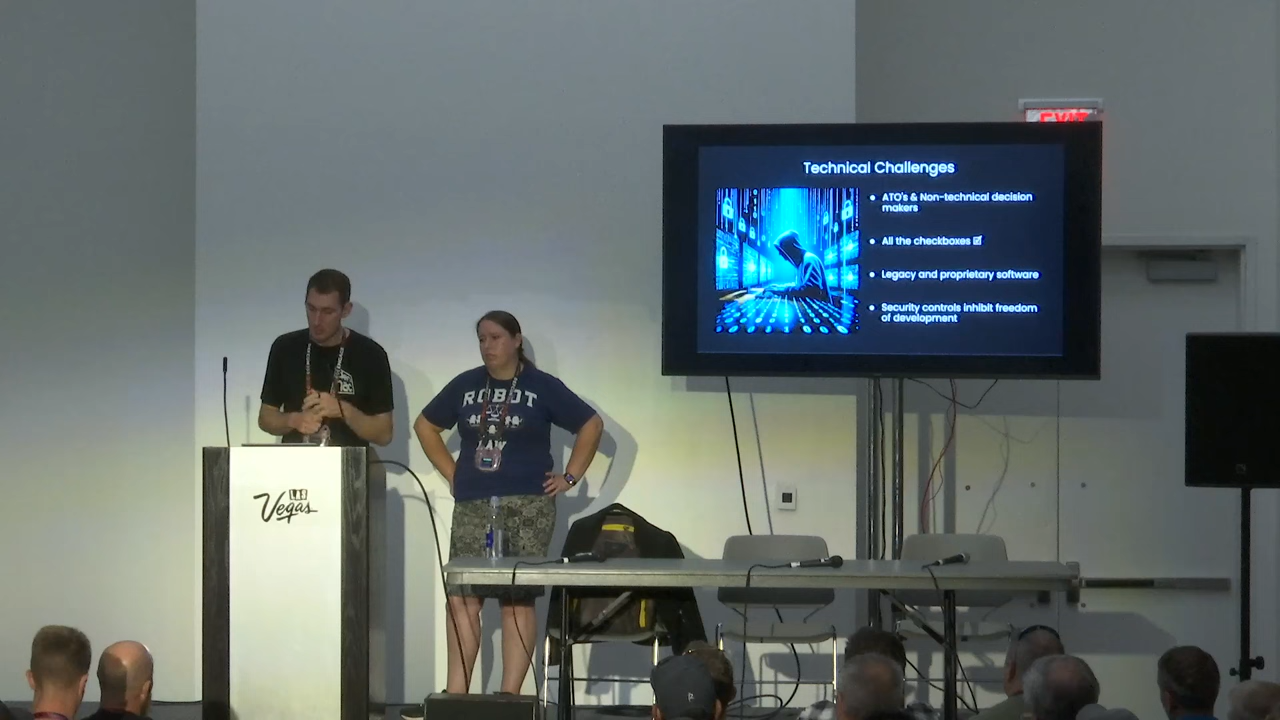 EXIT
Technical Challenges
ATO's & Non-technical decision
makers
All the checkboxes ☑
Legacy and proprietary software
Security controls inhibit freedom
of development
ROBOT
LAW
LAS
Vegas